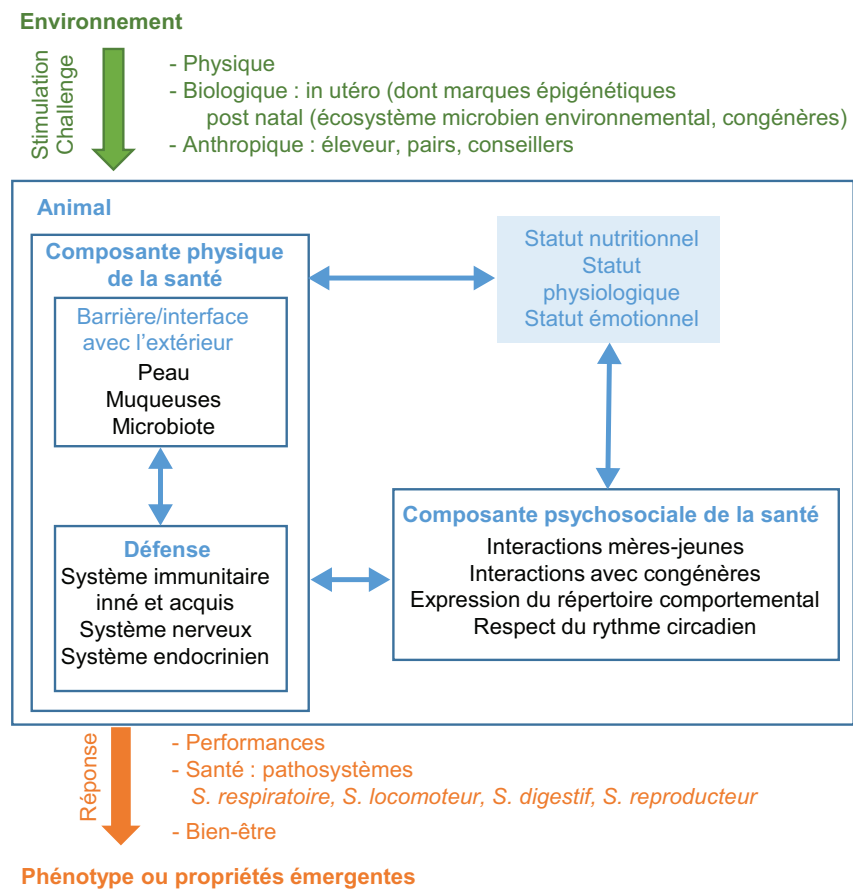 Environnement
Stimulation
Challenge
- Physique
- Biologique : in utéro (dont marques épigénétiques
post natal (écosystème microbien environnemental, congénères)
- Anthropique : éleveur, pairs, conseillers
Animal
Composante physique
de la santé
Barrière/interface
avec l'extérieur
Peau
Muqueuses
Microbiote
Défense
Système immunitaire
inné et acquis
Système nerveux
Système endocrinien
Statut nutritionnel
Statut
physiologique
Statut émotionnel
Composante psychosociale de la santé
Interactions mères-jeunes
Interactions avec congénères
Expression du répertoire comportemental
Respect du rythme circadien
Réponse
- Performances
- Santé : pathosystèmes
S. respiratoire, S. locomoteur, S. digestif, S. reproducteur
- Bien-être
Phénotype ou propriétés émergentes